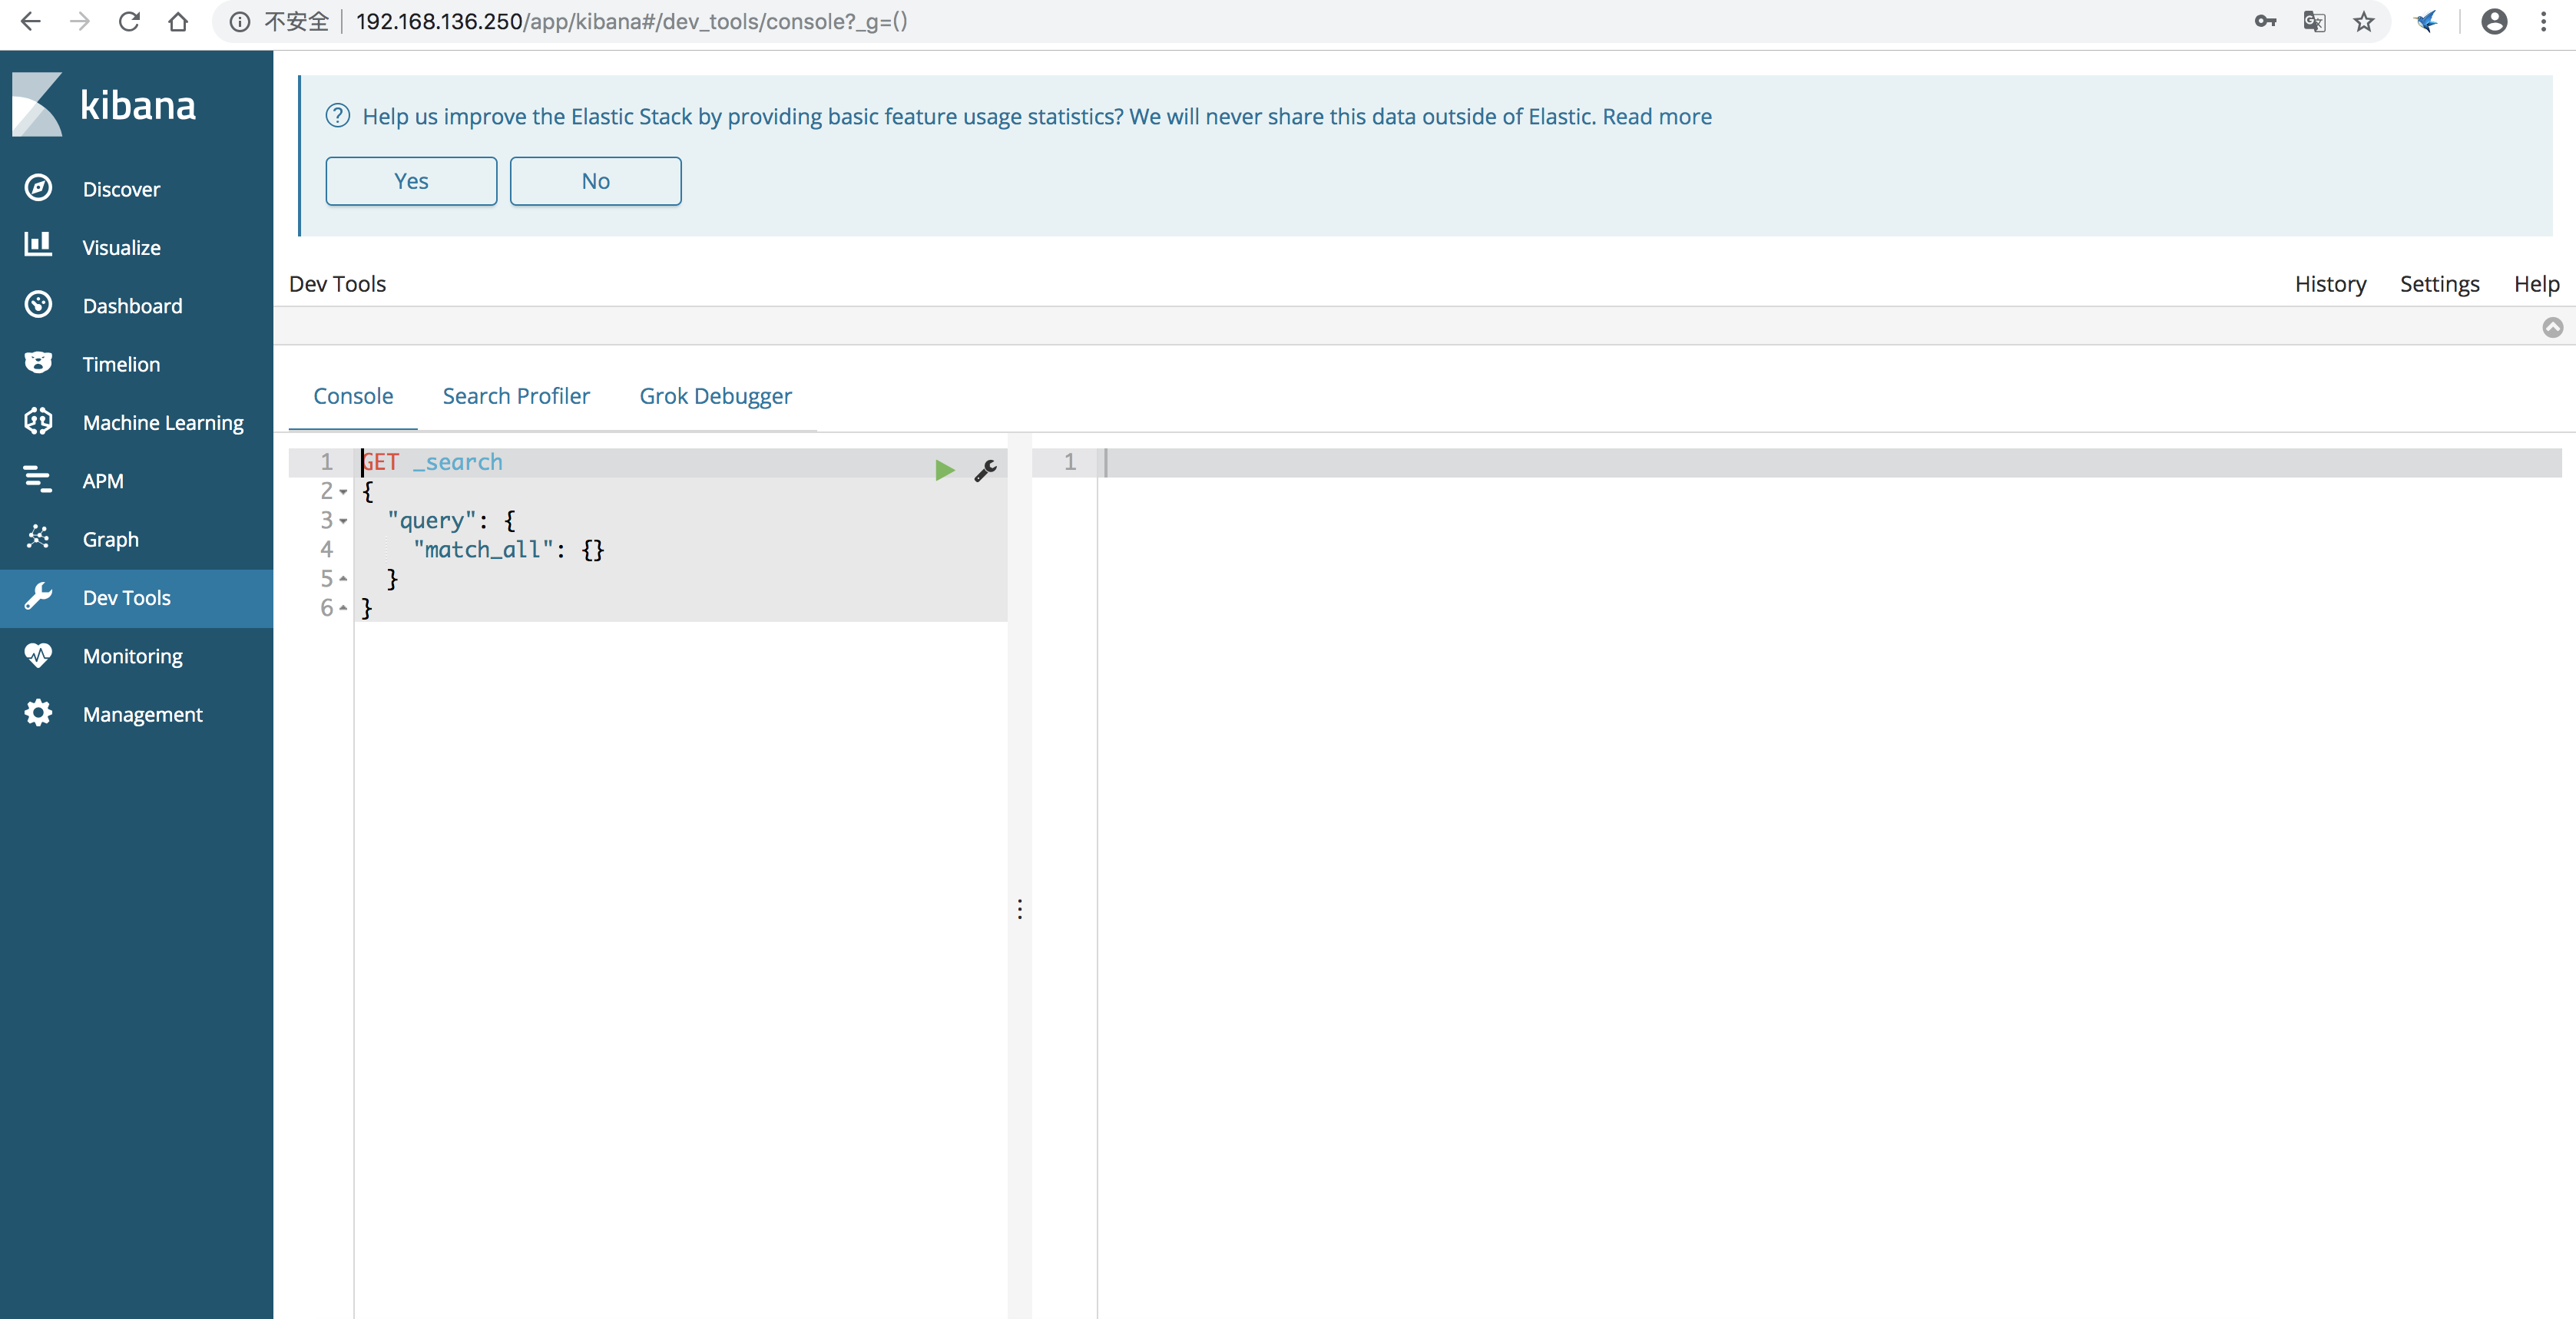 不安全 192.168.136.250/app/kibana#/dev_tools/console?_g=()
kibana
Discover
Visualize
Dashboard
Timelion
Machine Learning
APM
Graph
Dev Tools
Monitoring
Management
Help us improve the Elastic Stack by providing basic feature usage statistics? We will never share this data outside of Elastic. Read more
Yes No
Dev Tools History Settings Help
Console Search Profiler Grok Debugger
1 GET _search
2 {
3 "query": {
4 "match_all": {}
5 }
6 }
1